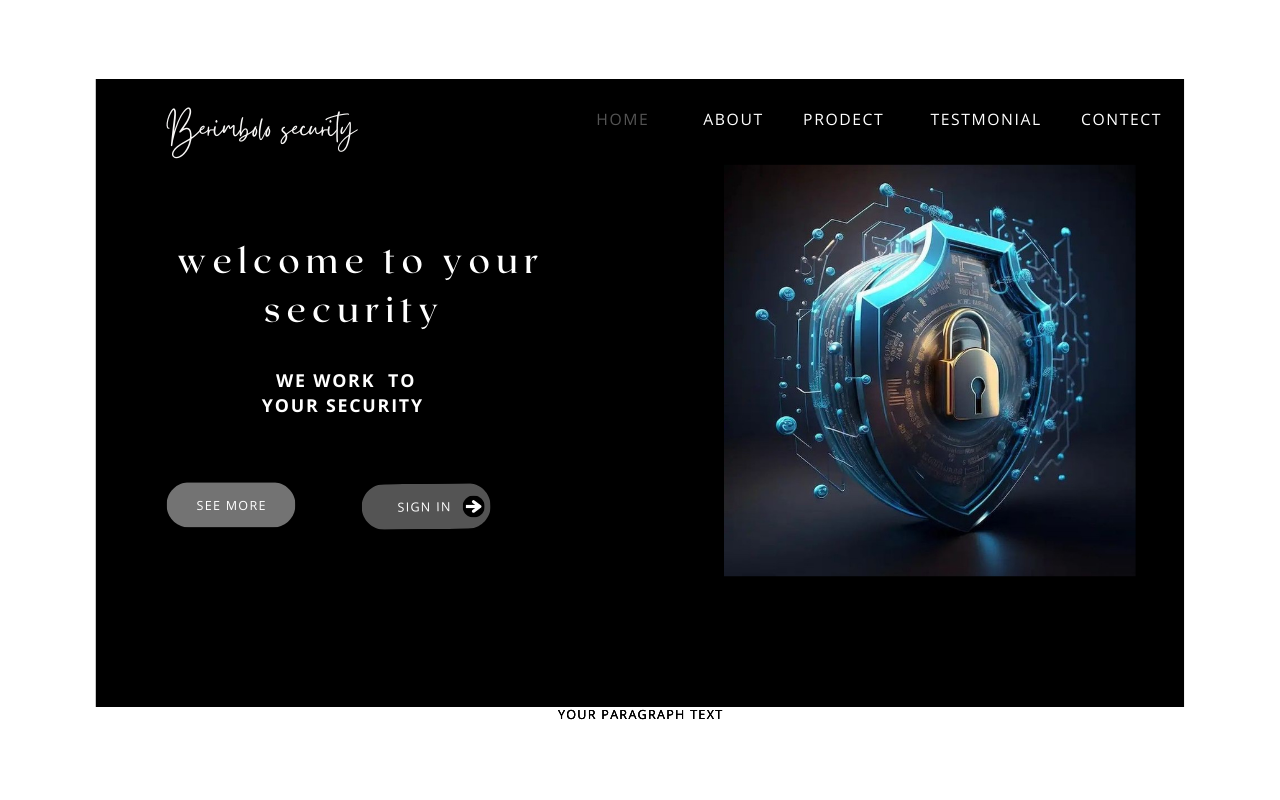 Berimbolo security
HOME ABOUT PRODECT TESTMONIAL CONTECT
welcome to your
security
WE WORK TO
YOUR SECURITY
SEE MORE SIGN IN
YOUR PARAGRAPH TEXT